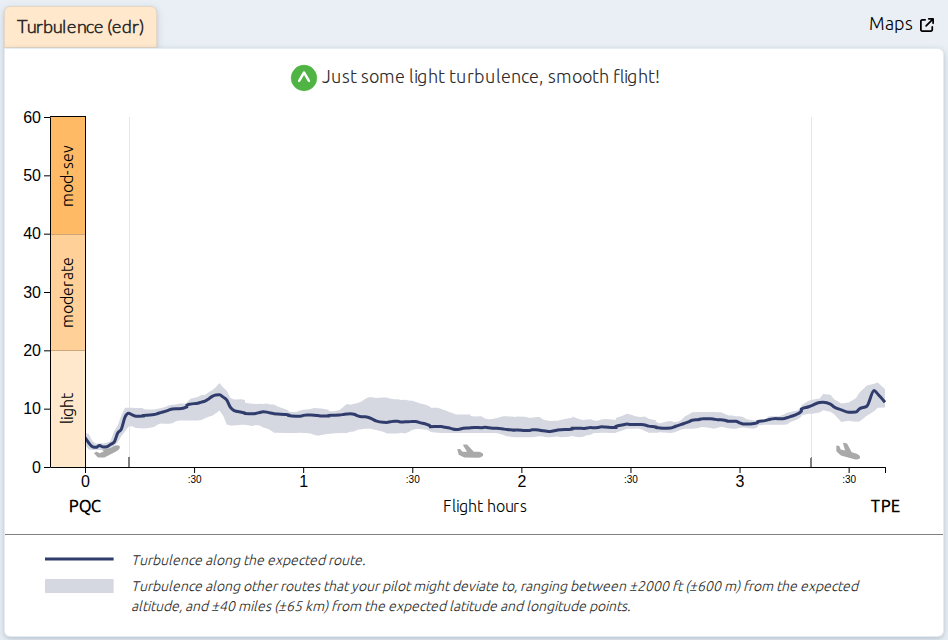 Turbulence (edr)
Maps
Just some light turbulence, smooth flight!
60
50
40
30
20
10
0
mod-sev
moderate
light
0 :30 1 :30 2 :30 3 :30
PQC Flight hours TPE
Turbulence along the expected route.
Turbulence along other routes that your pilot might deviate to, ranging between ±2000 ft (±600 m) from the expected
altitude, and ±40 miles (±65 km) from the expected latitude and longitude points.